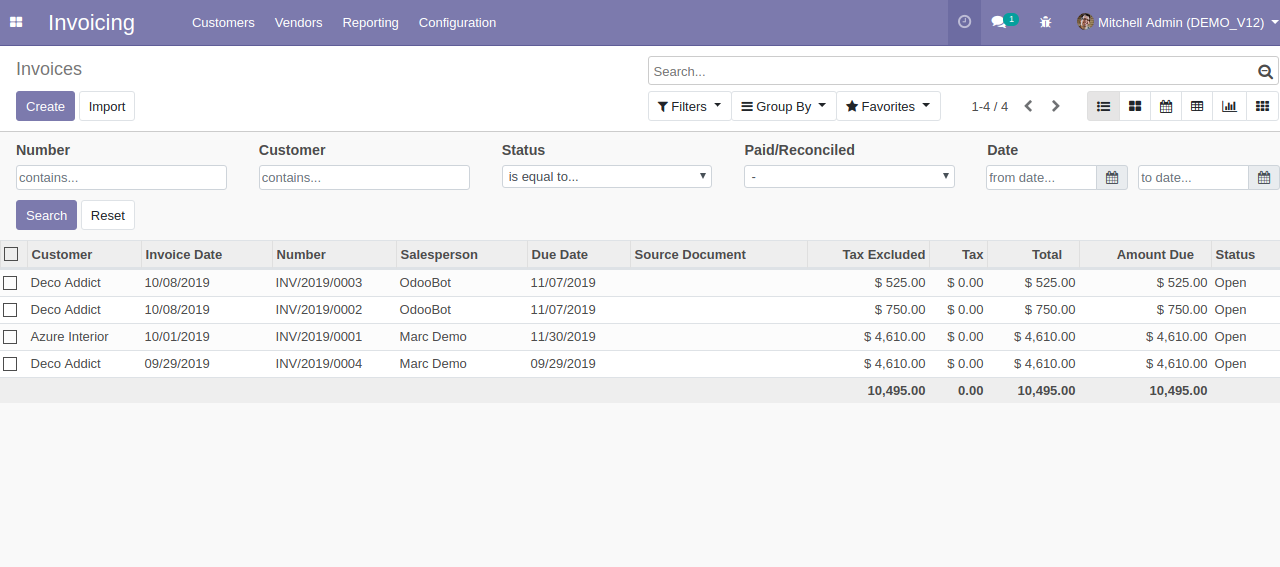 Invoicing Customers Vendors Reporting Configuration 1 Mitchell Admin (DEMO_V12)
Invoices Search...
Create Import Filters Group By Favorites 1-4 / 4
Number Customer Status Paid/Reconciled Date
contains... contains... is equal to... - from date... to date...
Search Reset
Customer Invoice Date Number Salesperson Due Date Source Document Tax Excluded Tax Total Amount Due Status
Deco Addict 10/08/2019 INV/2019/0003 OdooBot 11/07/2019 $ 525.00 $ 0.00 $ 525.00 $ 525.00 Open
Deco Addict 10/08/2019 INV/2019/0002 OdooBot 11/07/2019 $ 750.00 $ 0.00 $ 750.00 $ 750.00 Open
Azure Interior 10/01/2019 INV/2019/0001 Marc Demo 11/30/2019 $ 4,610.00 $ 0.00 $ 4,610.00 $ 4,610.00 Open
Deco Addict 09/29/2019 INV/2019/0004 Marc Demo 09/29/2019 $ 4,610.00 $ 0.00 $ 4,610.00 $ 4,610.00 Open
10,495.00 0.00 10,495.00 10,495.00